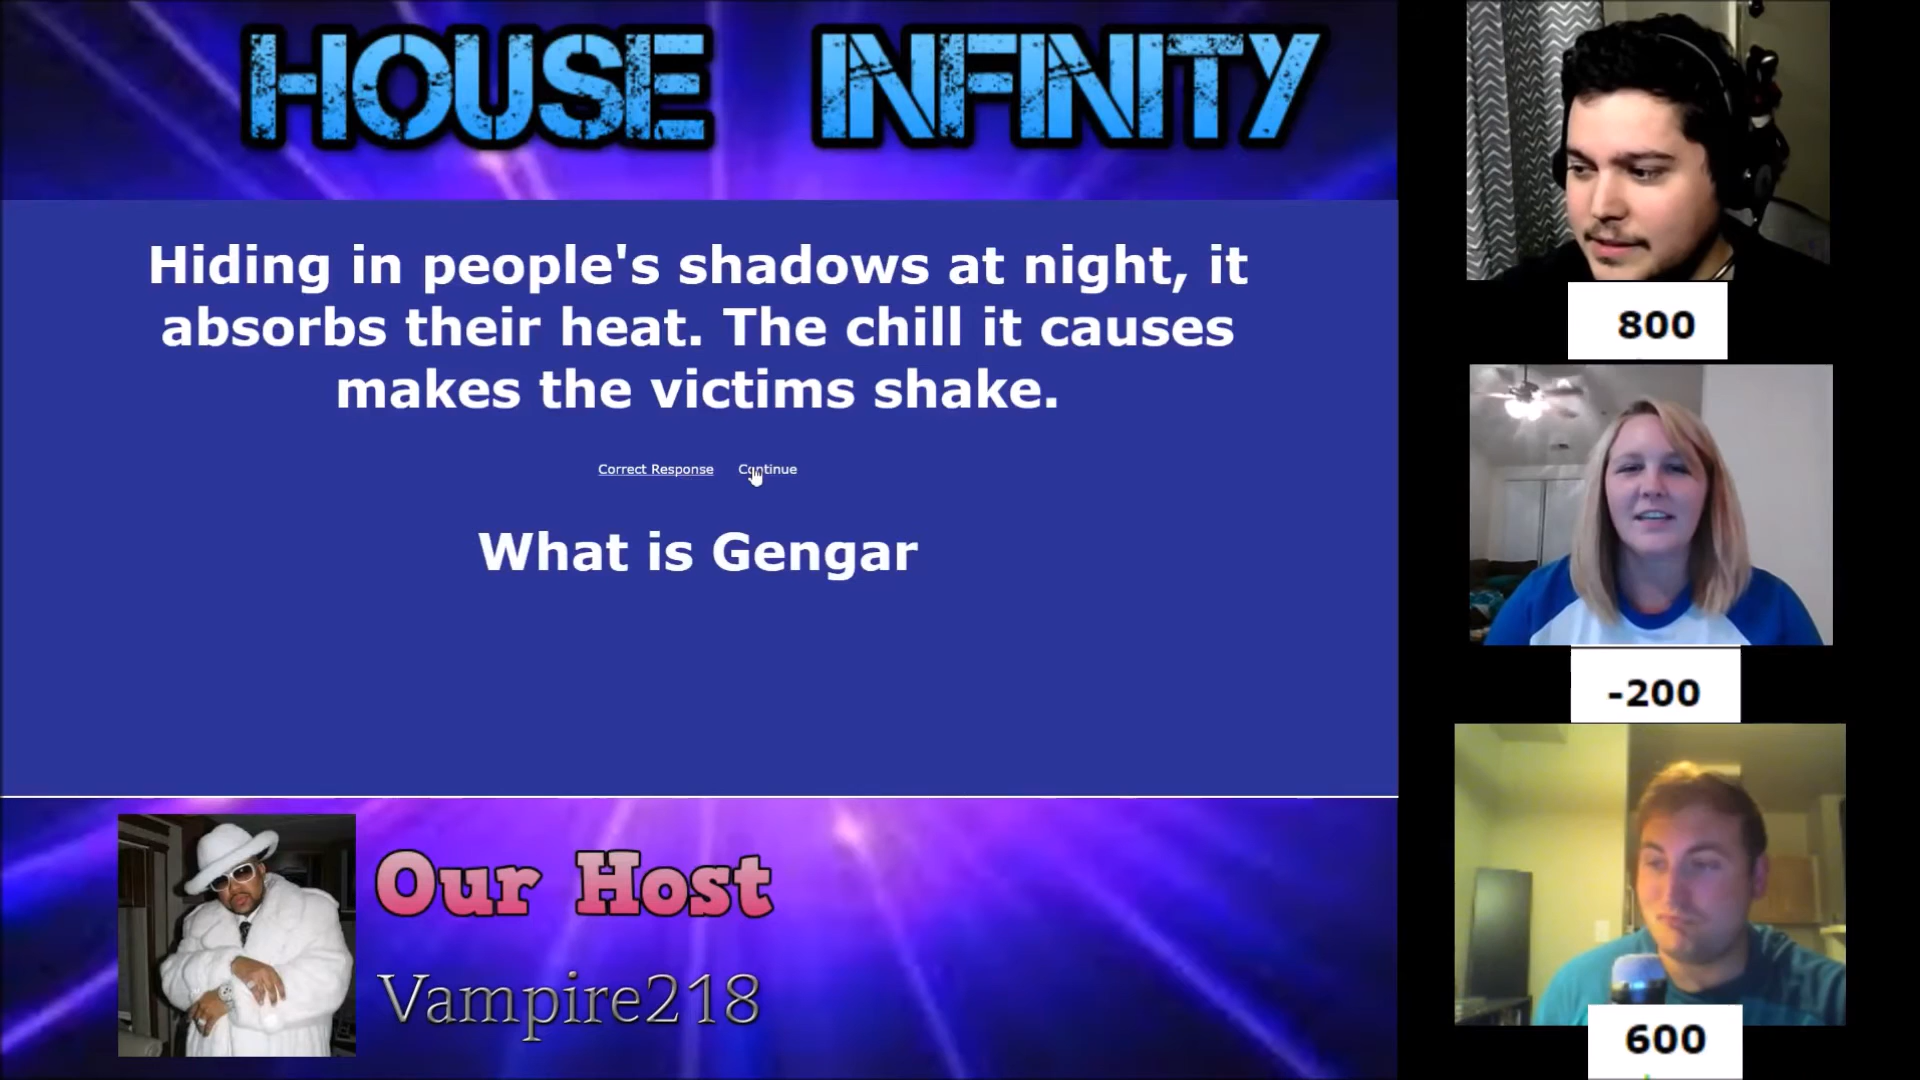 HOUSE INFINITY
Hiding in people's shadows at night, it
absorbs their heat. The chill it causes
makes the victims shake.
Correct Response Continue
What is Gengar
Our Host
Vampire218
800
-200
600